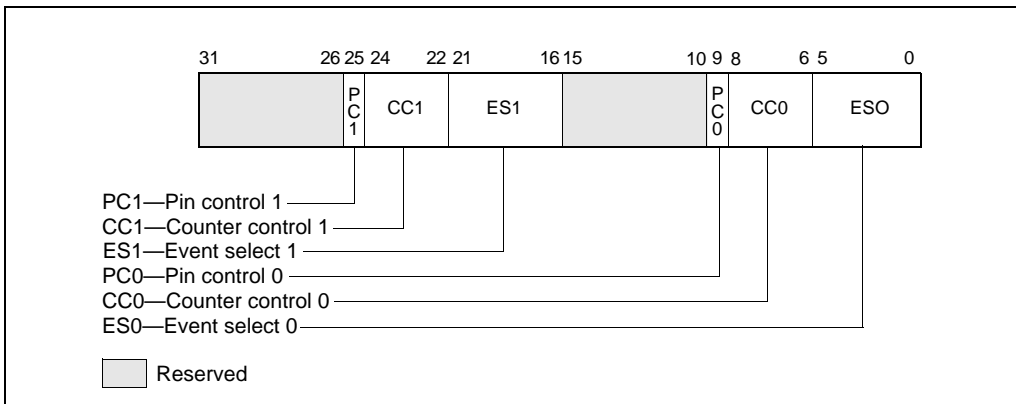 31 26 25 24 22 21 16 15 10 9 8 6 5 0
PC1 CC1 ES1 PC0 CC0 ESO
PC1—Pin control 1
CC1—Counter control 1
ES1—Event select 1
PC0—Pin control 0
CC0—Counter control 0
ES0—Event select 0
Reserved